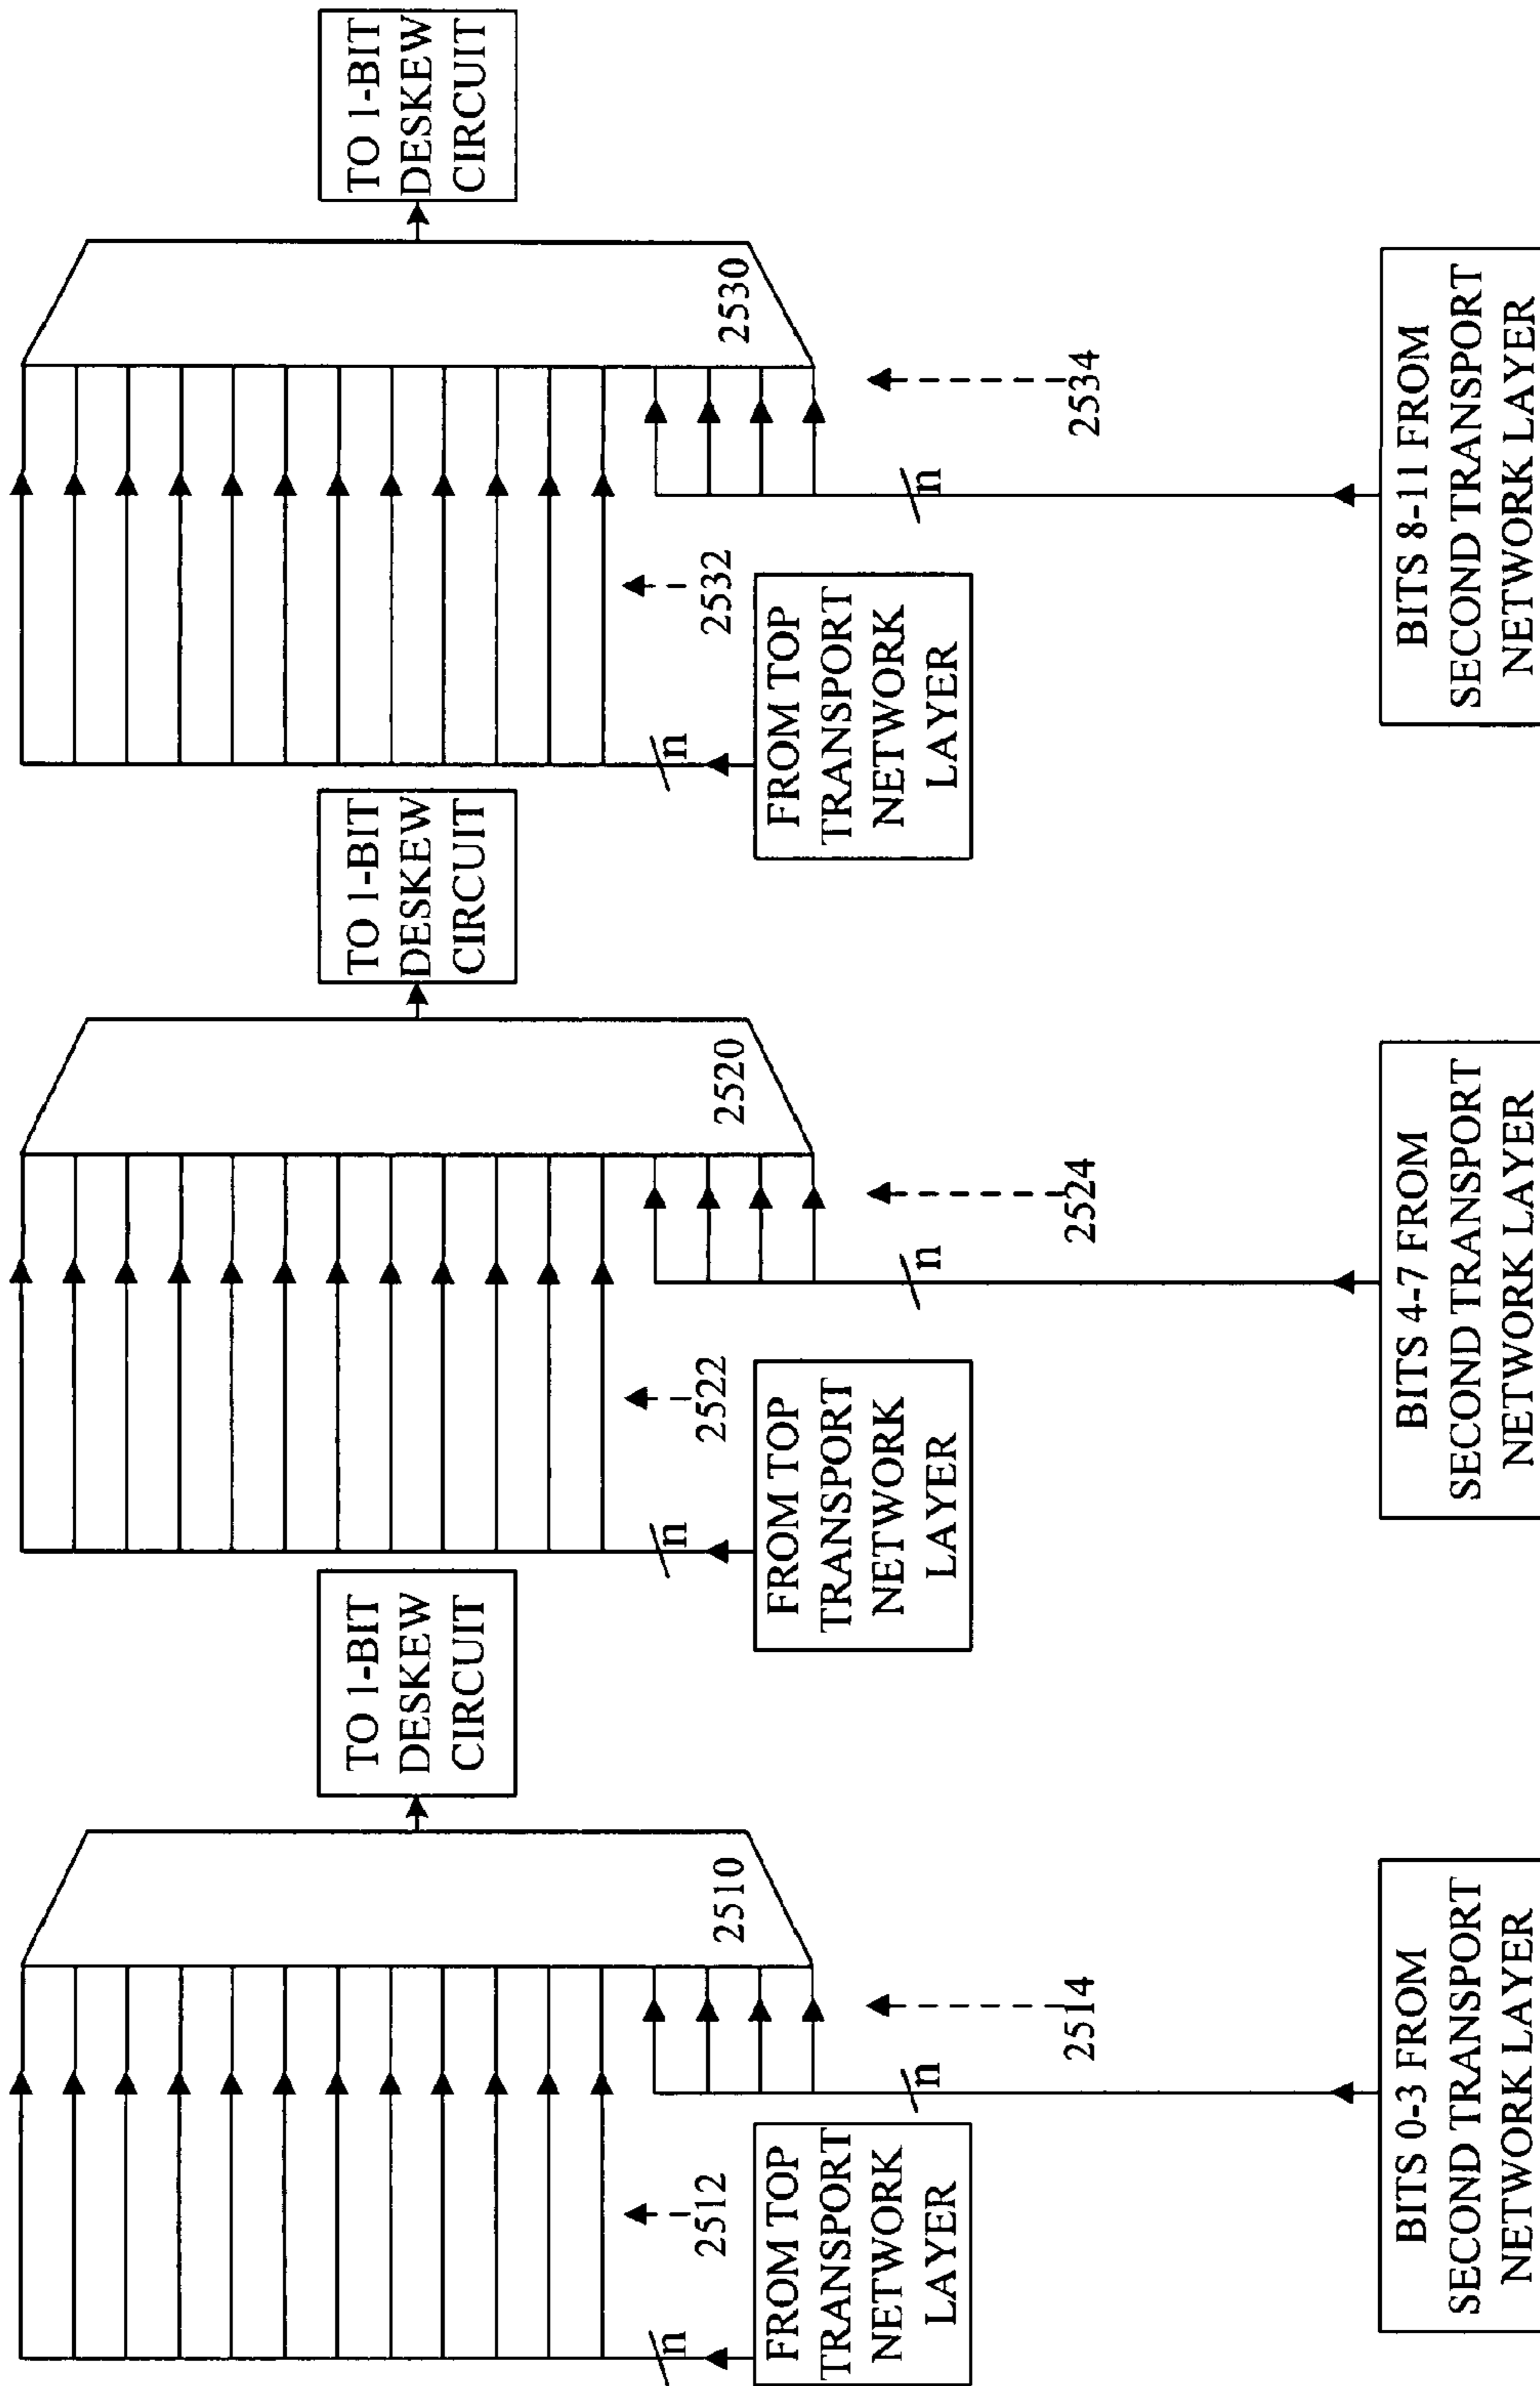 TO 1-BIT
DESKEW
CIRCUIT
2510
n
2512
FROM TOP
TRANSPORT
NETWORK
LAYER
n
2514
BITS 0-3 FROM
SECOND TRANSPORT
NETWORK LAYER
TO 1-BIT
DESKEW
CIRCUIT
2520
n
2522
FROM TOP
TRANSPORT
NETWORK
LAYER
n
2524
BITS 4-7 FROM
SECOND TRANSPORT
NETWORK LAYER
TO 1-BIT
DESKEW
CIRCUIT
2530
n
2532
FROM TOP
TRANSPORT
NETWORK
LAYER
n
2534
BITS 8-11 FROM
SECOND TRANSPORT
NETWORK LAYER